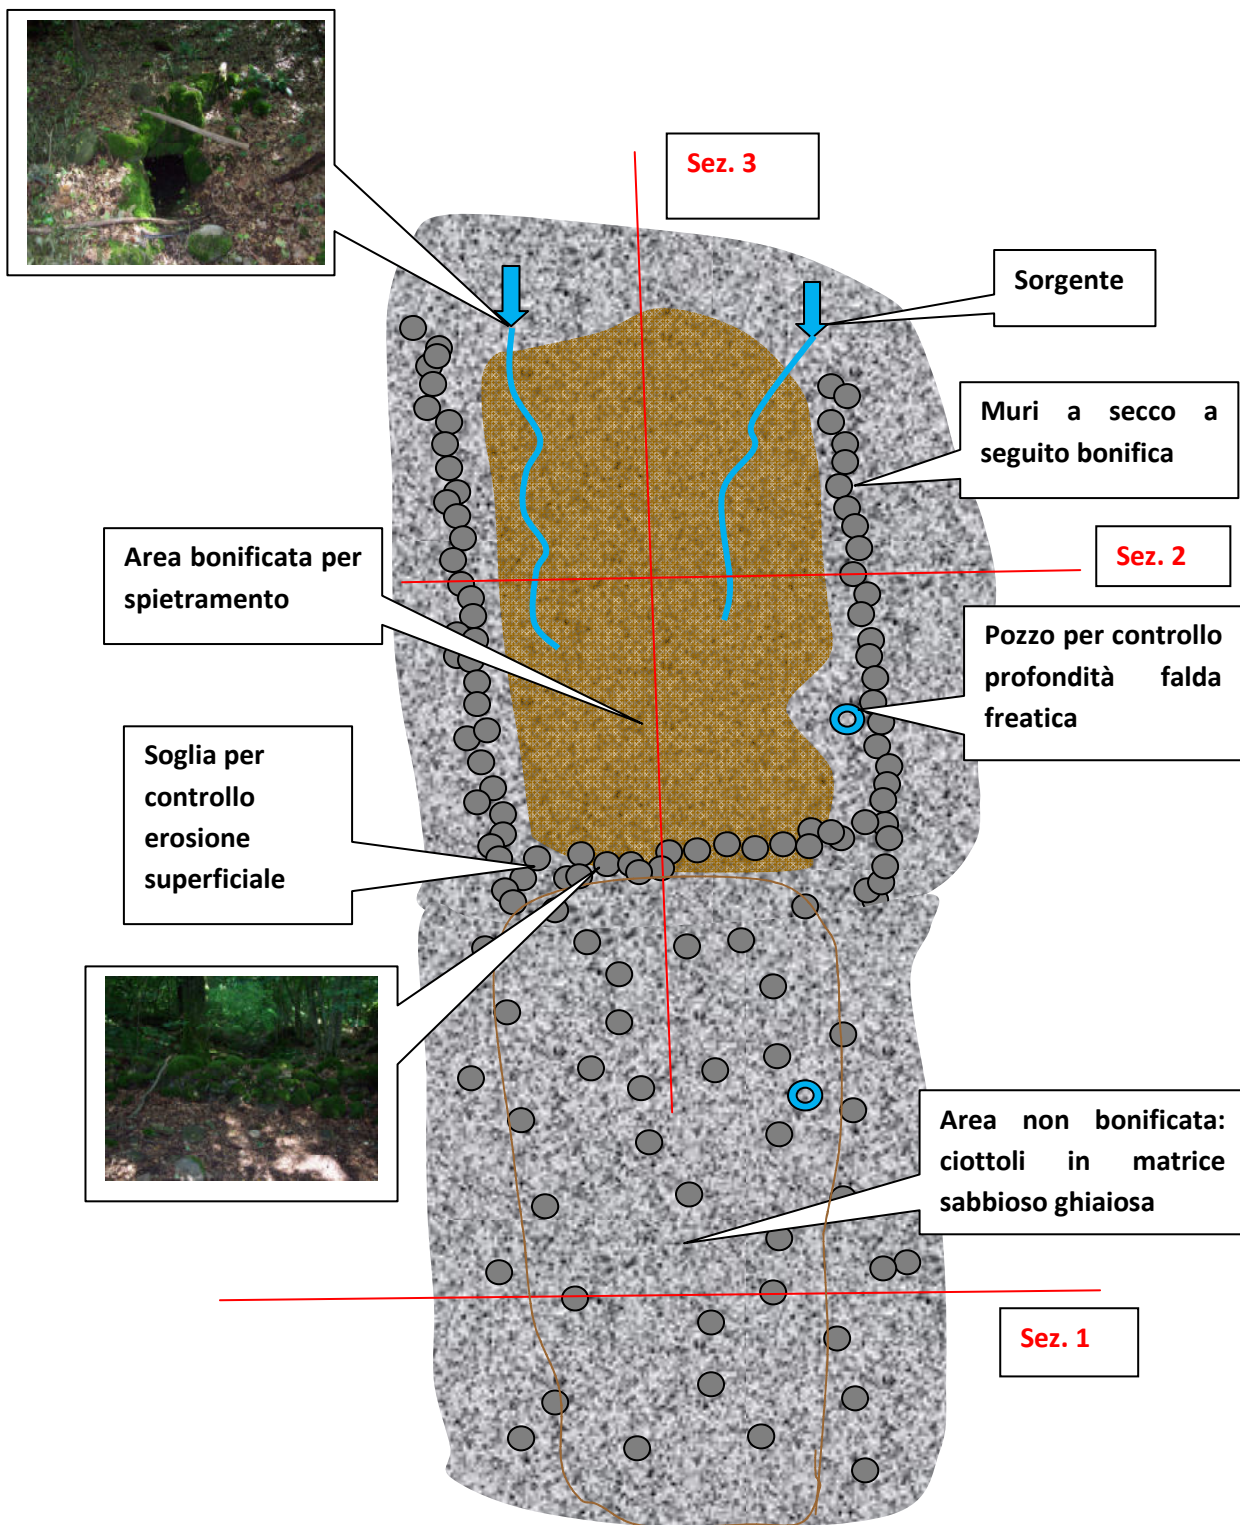 Sez. 3
Sorgente
Muri a secco a
seguito bonifica
Area bonificata per
spietramento
Sez. 2
Pozzo per controllo
profondità falda
freatica
Soglia per
controllo
erosione
superficiale
Area non bonificata:
ciottoli in matrice
sabbioso ghiaiosa
Sez. 1